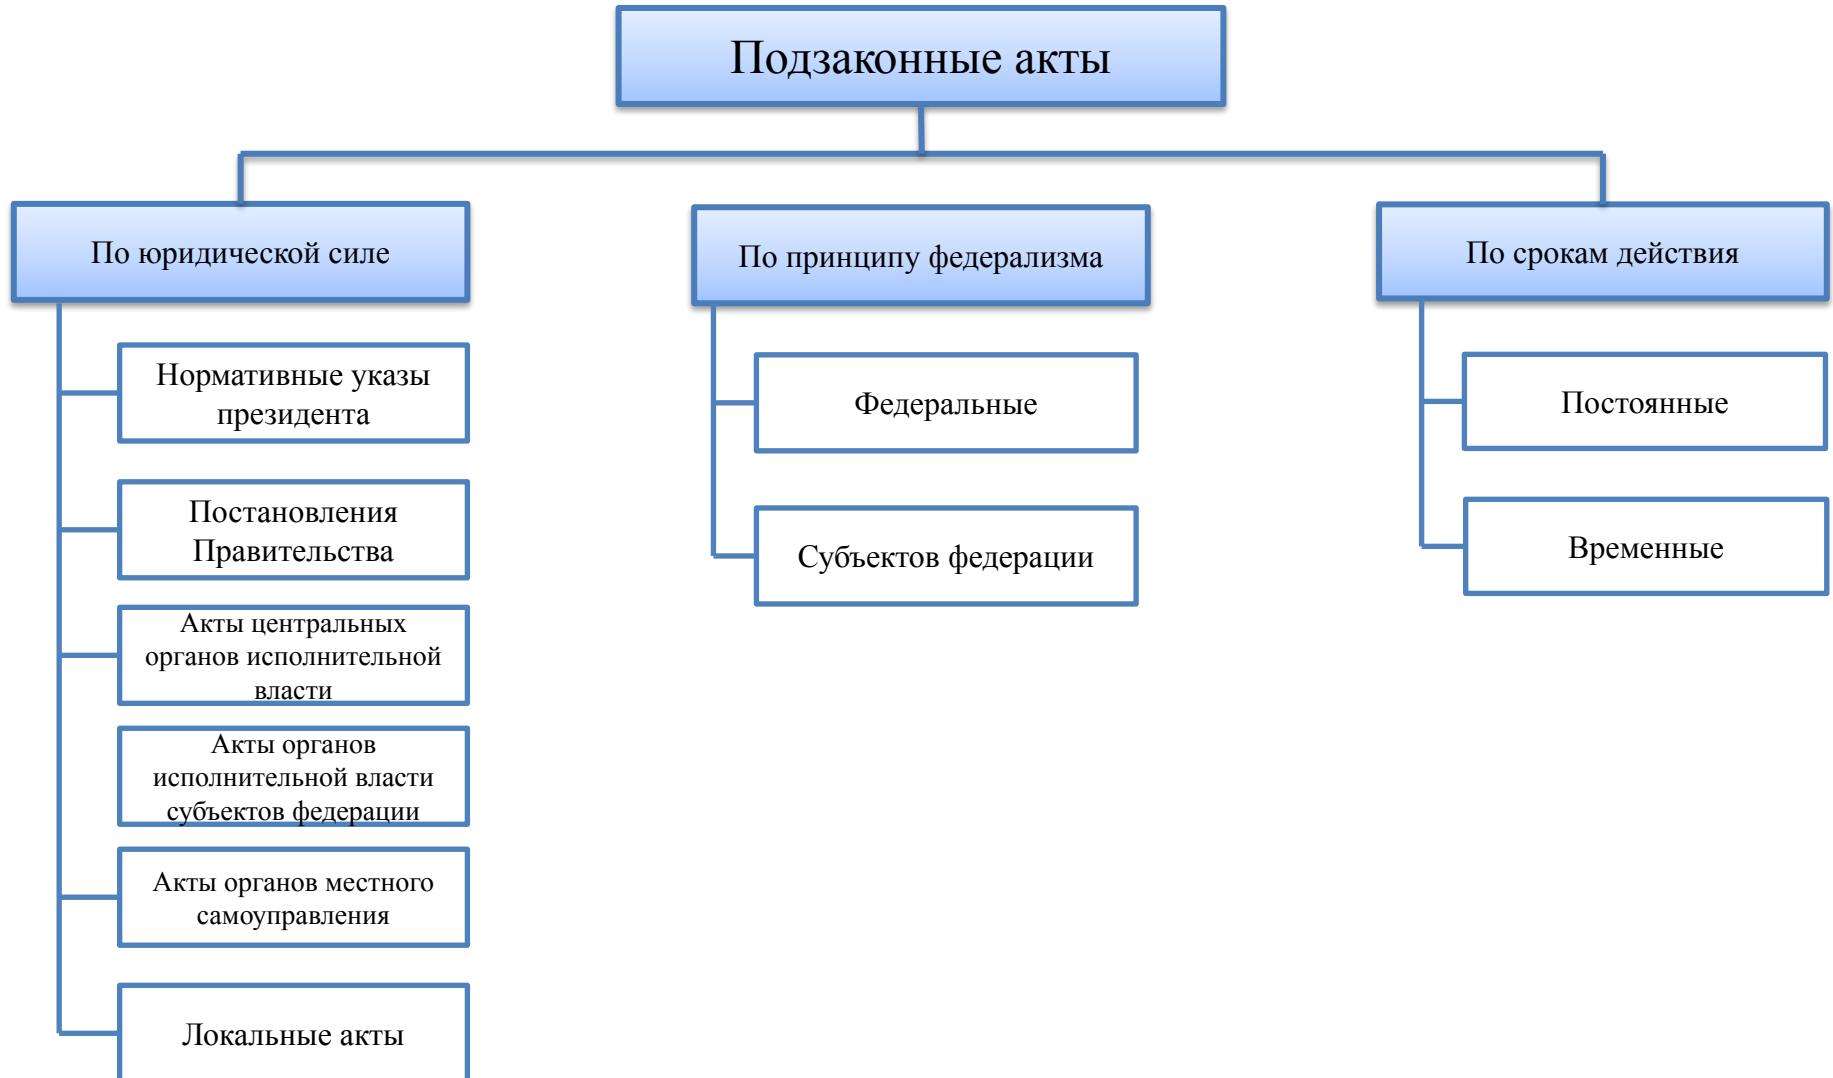 Подзаконные акты
По юридической силе
Нормативные указы
президента
Постановления
Правительства
Акты центральных
органов исполнительной
власти
Акты органов
исполнительной власти
субъектов федерации
Акты органов местного
самоуправления
Локальные акты
По принципу федерализма
Федеральные
Субъектов федерации
По срокам действия
Постоянные
Временные